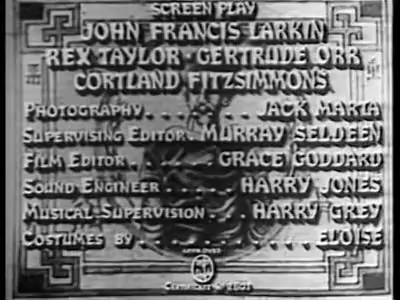 SCREEN PLAY
JOHN FRANCIS LARKIN
REX TAYLOR · GERTRUDE ORR
CORTLAND FITZSIMMONS
PHOTOGRAPHY........JACK MARTA
SUPERVISING EDITOR. MURRAY SELDEEN
FILM EDITOR......GRACE GODDARD
SOUND ENGINEER.....HARRY JONES
MUSICAL SUPERVISION...HARRY GREY
COSTUMES BY..........ELOISE